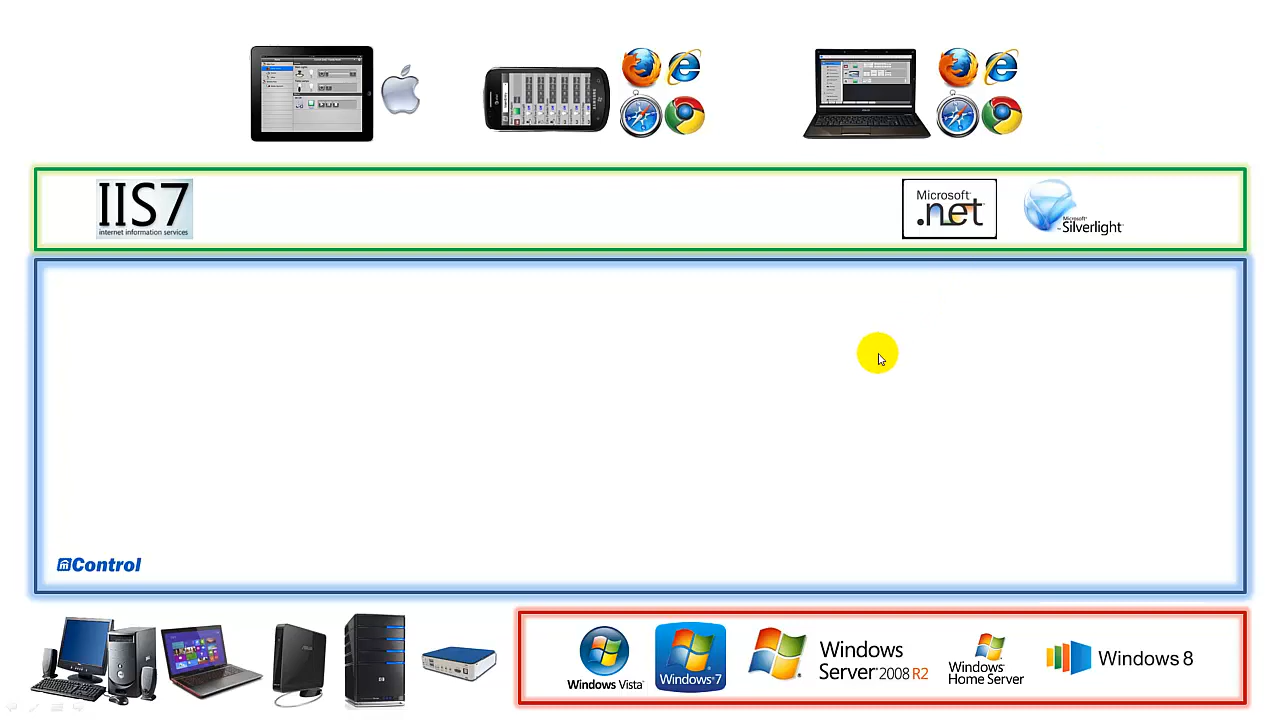 IIS7
internet information services
Microsoft
.net
Microsoft
Silverlight
mControl
Windows Vista
Windows 7
Windows
Server 2008 R2
Windows
Home Server
Windows 8